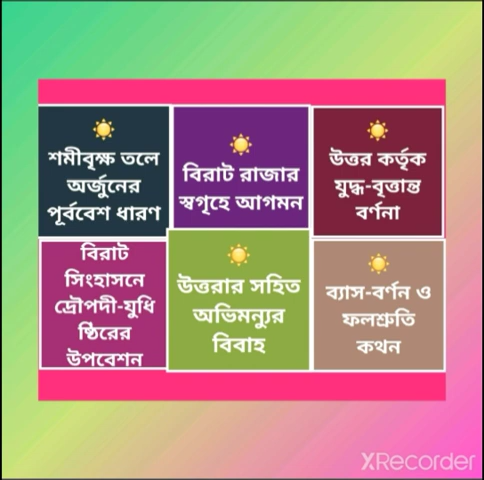 শমীবৃক্ষ তলে
অর্জুনের
পূর্ববেশ ধারণ
বিরাট রাজার
স্বগৃহে আগমন
উত্তর কর্তৃক
যুদ্ধ-বৃত্তান্ত
বর্ণনা
বিরাট
সিংহাসনে
দ্রৌপদী-যুধি
ষ্ঠিরের
উপবেশন
উত্তরার সহিত
অভিমন্যুর
বিবাহ
ব্যাস-বর্ণন ও
ফলশ্রুতি
কথন
XRecorder